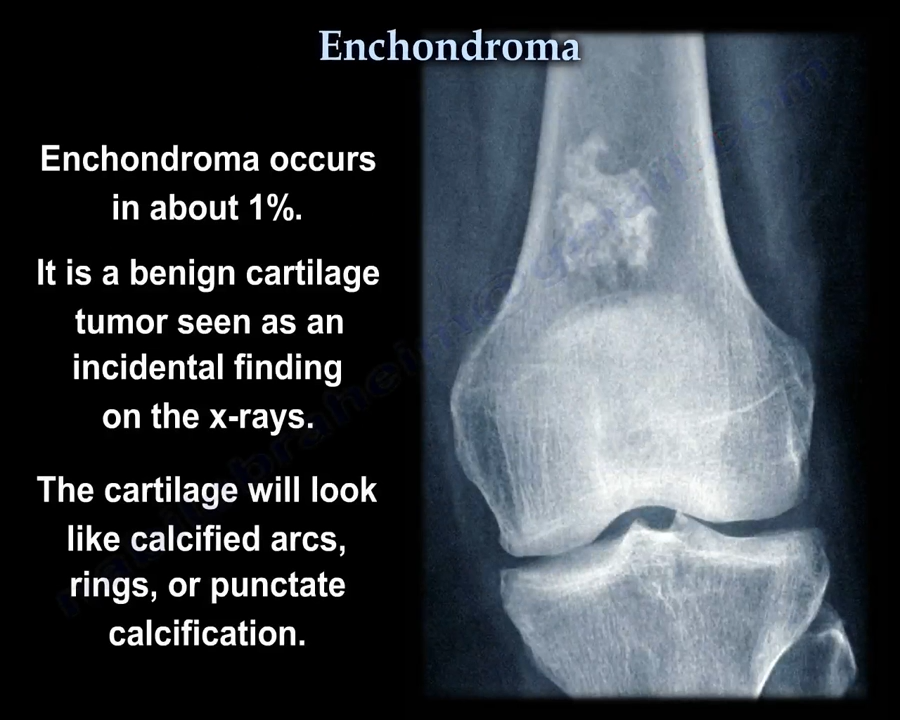 Enchondroma
Enchondroma occurs
in about 1%.
It is a benign cartilage
tumor seen as an
incidental finding
on the x-rays.
The cartilage will look
like calcified arcs,
rings, or punctate
calcification.